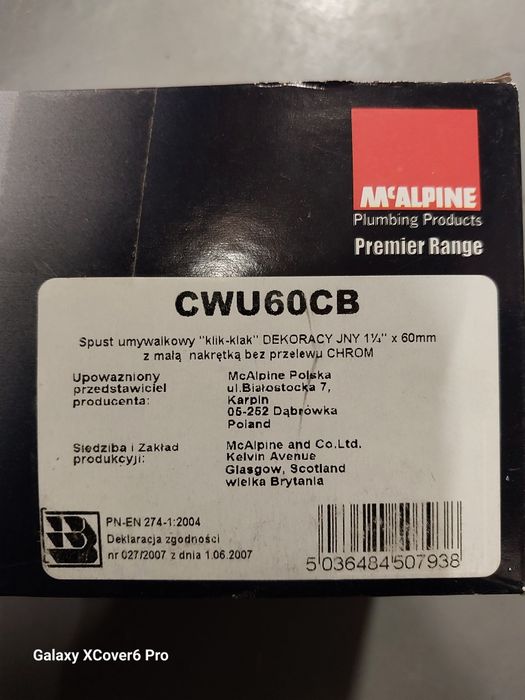 McALPINE
Plumbing Products
Premier Range
CWU60CB
Spust umywalkowy "klik-klak" DEKORACY JNY 1¼" x 60mm
z małą nakrętką bez przelewu CHROM
Upoważniony
przedstawiciel
producenta:
McAlpine Polska
ul.Białostocka 7,
Karpin
05-252 Dąbrówka
Poland
Siedziba i Zakład
produkcyji:
McAlpine and Co.Ltd.
Kelvin Avenue
Glasgow, Scotland
wielka Brytania
B
PN-EN 274-1:2004
Deklaracja zgodności
nr 027/2007 z dnia 1.06.2007
5036484507938
Galaxy XCover6 Pro